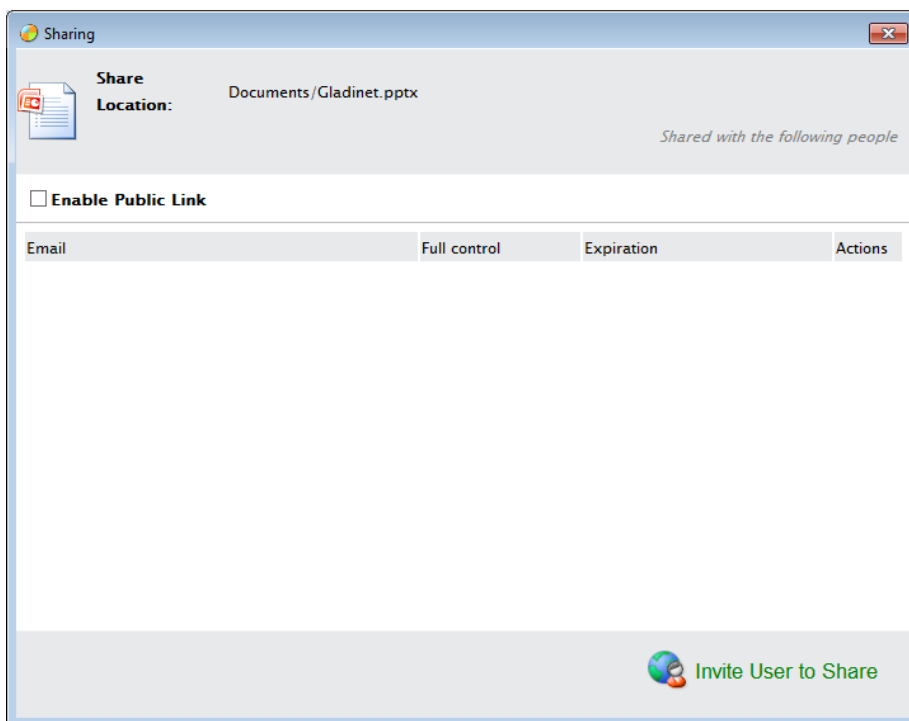 Sharing
Share
Location:
Documents/Gladinet.pptx
Shared with the following people
Enable Public Link
Email Full control Expiration Actions
Invite User to Share